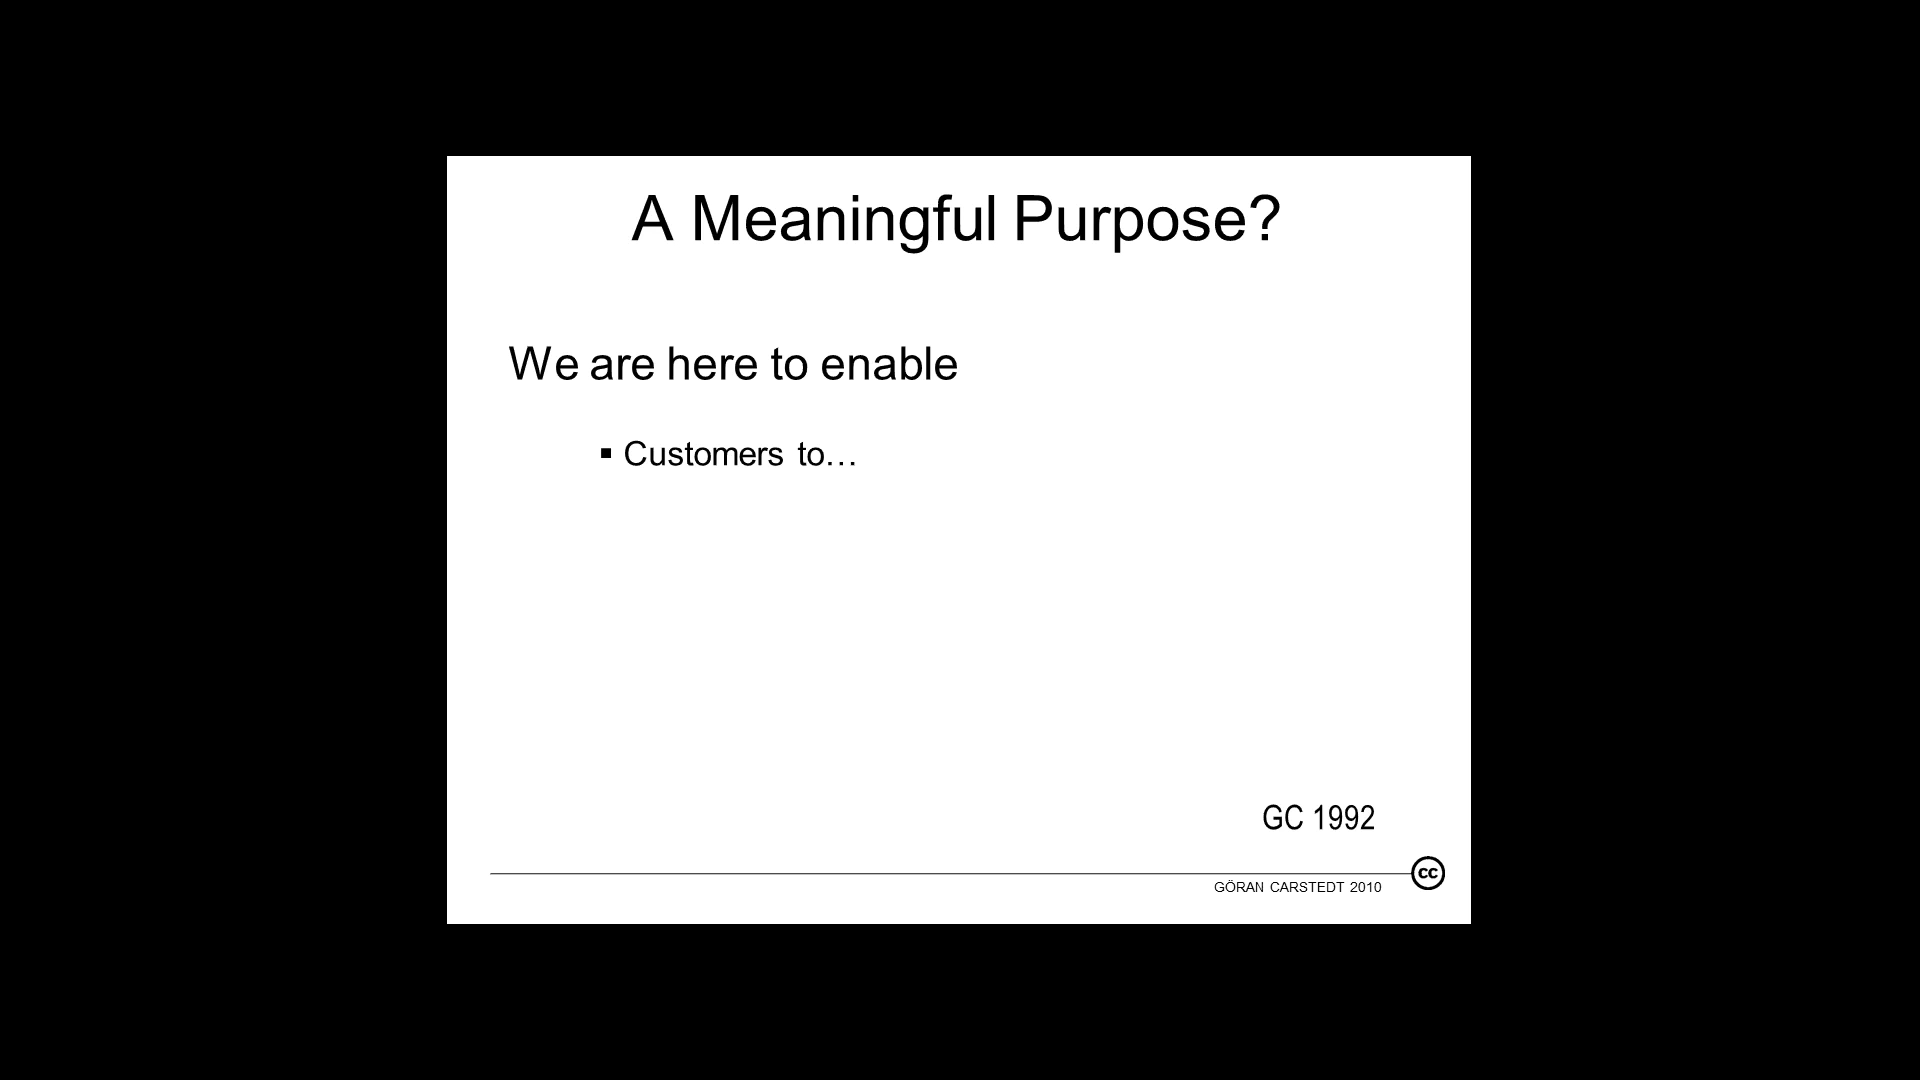 A Meaningful Purpose?
We are here to enable
▪ Customers to…
GC 1992
cc
GÖRAN CARSTEDT 2010